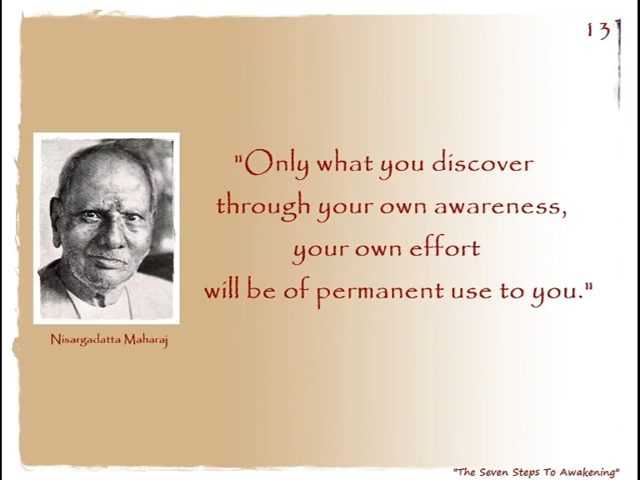 13
"Only what you discover
through your own awareness,
your own effort
will be of permanent use to you."
Nisargadatta Maharaj
"The Seven Steps To Awakening"